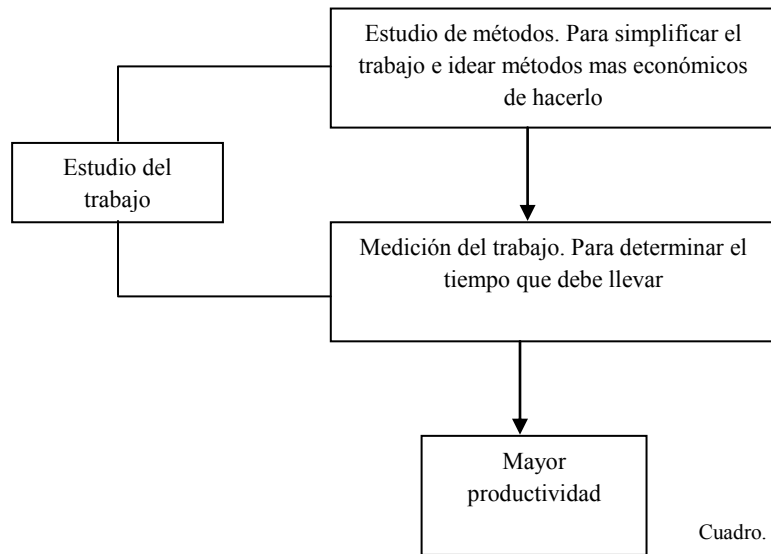 Estudio de métodos. Para simplificar el
trabajo e idear métodos mas económicos
de hacerlo
Estudio del
trabajo
Medición del trabajo. Para determinar el
tiempo que debe llevar
Mayor
productividad
Cuadro.